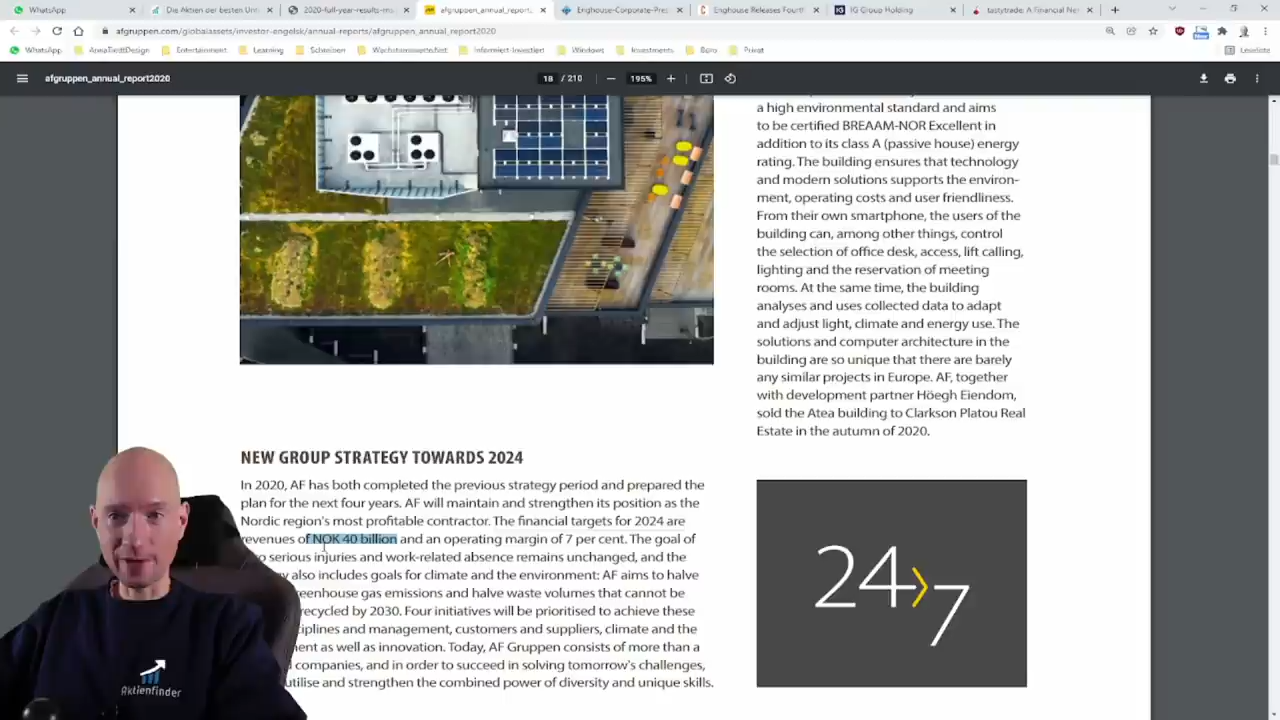 WhatsApp
Die Aktien der besten Unt
2020-full-year-results-m
afgruppen_annual_report
Enghouse-Corporate-Pre
Enghouse Releases Fourt
IG Group Holding
tastytrade: A Financial Ne
afgruppen.com/globalassets/investor-engelsk/annual-reports/afgruppen_annual_report2020
WhatsApp
AnnaTiedtDesign
Entertainment
Learning
Schreiben
Wachstumswerte.Net
Informiert-Investiert
Windows
Investments
Büro
Privat
Leseliste
afgruppen_annual_report2020
18 / 210
195%
a high environmental standard and aims
to be certified BREAAM-NOR Excellent in
addition to its class A (passive house) energy
rating. The building ensures that technology
and modern solutions supports the environ-
ment, operating costs and user friendliness.
From their own smartphone, the users of the
building can, among other things, control
the selection of office desk, access, lift calling,
lighting and the reservation of meeting
rooms. At the same time, the building
analyses and uses collected data to adapt
and adjust light, climate and energy use. The
solutions and computer architecture in the
building are so unique that there are barely
any similar projects in Europe. AF, together
with development partner Höegh Eiendom,
sold the Atea building to Clarkson Platou Real
Estate in the autumn of 2020.
NEW GROUP STRATEGY TOWARDS 2024
In 2020, AF has both completed the previous strategy period and prepared the
plan for the next four years. AF will maintain and strengthen its position as the
Nordic region's most profitable contractor. The financial targets for 2024 are
revenues of NOK 40 billion and an operating margin of 7 per cent. The goal of
serious injuries and work-related absence remains unchanged, and the
also includes goals for climate and the environment: AF aims to halve
greenhouse gas emissions and halve waste volumes that cannot be
recycled by 2030. Four initiatives will be prioritised to achieve these
and management, customers and suppliers, climate and the
as well as innovation. Today, AF Gruppen consists of more than a
companies, and in order to succeed in solving tomorrow's challenges,
utilise and strengthen the combined power of diversity and unique skills.
24>7
Aktienfinder